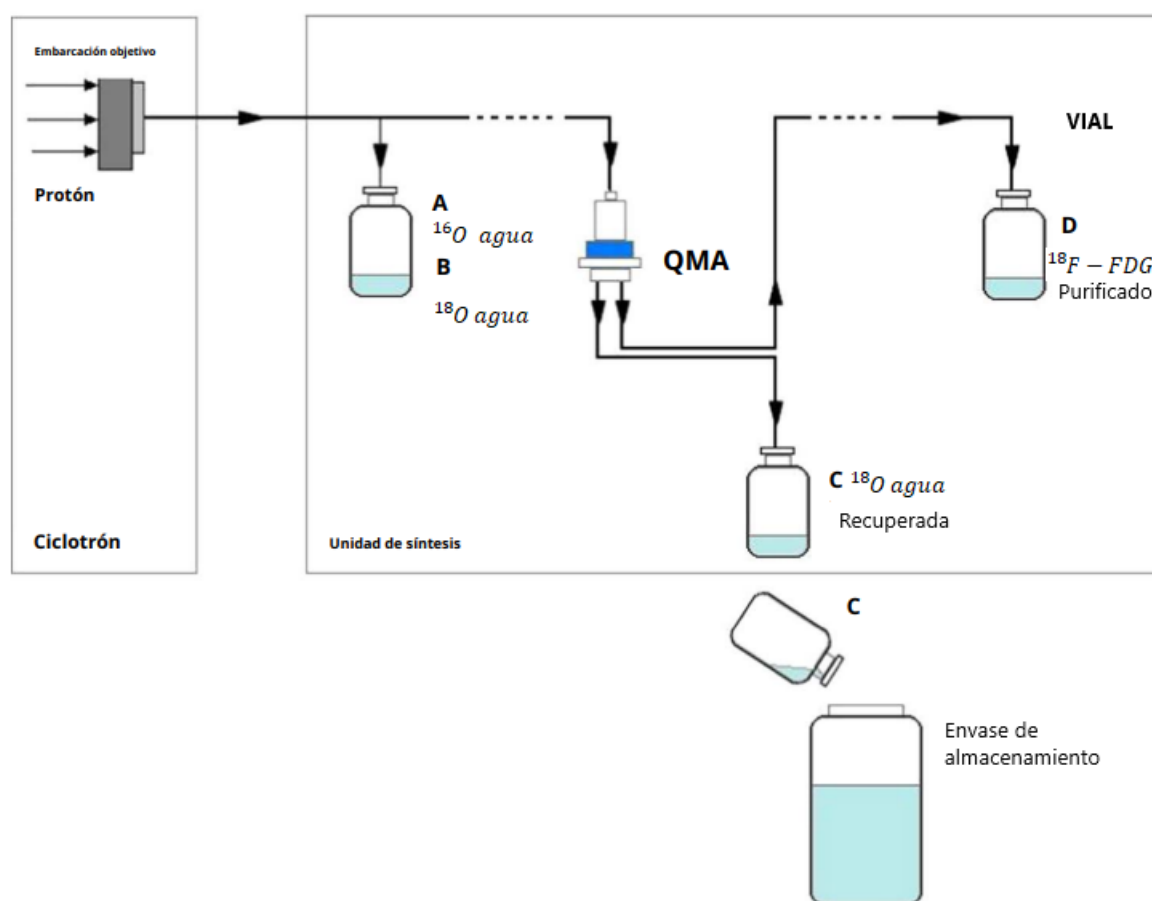 Embarcación objetivo
Protón
Ciclotrón
A
¹⁶O agua
B
¹⁸O agua
QMA
VIAL
D
¹⁸F − FDG
Purificado
C ¹⁸O agua
Recuperada
Unidad de síntesis
C
Envase de
almacenamiento